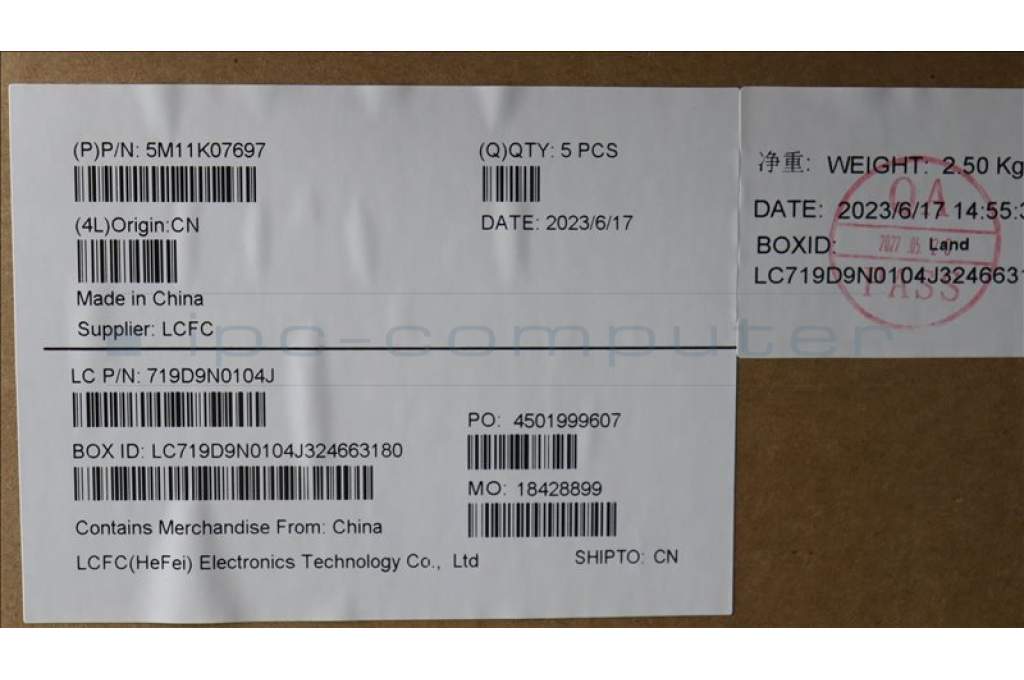 (P)P/N: 5M11K07697
(Q)QTY: 5 PCS
(4L)Origin:CN
DATE: 2023/6/17
Made in China
Supplier: LCFC
LC P/N: 719D9N0104J
PO: 4501999607
BOX ID: LC719D9N0104J324663180
MO: 18428899
Contains Merchandise From: China
LCFC(HeFei) Electronics Technology Co., Ltd
SHIPTO: CN
净重: WEIGHT: 2.50 Kg
DATE: 2023/6/17 14:55:
BOXID: Land
LC719D9N0104J3246631
QA
PASS
ipc-computer